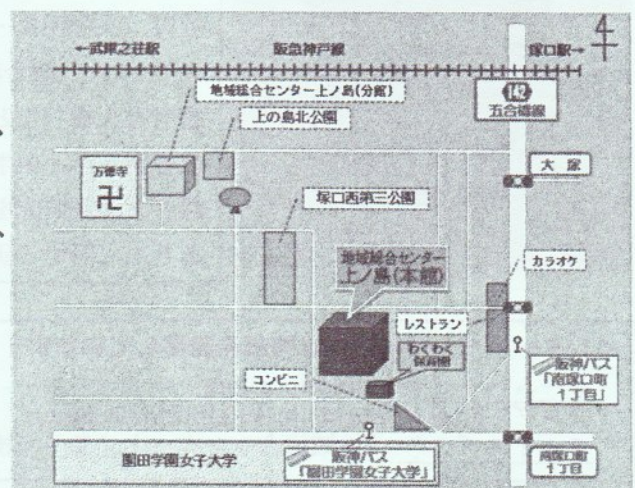 ←武庫之荘駅
阪急神戸線
塚口駅→
地域総合センター上ノ島(分館)
142
五合橋線
上の島北公園
万徳寺
大塚
塚口西第三公園
地域総合センター
上ノ島(本館)
カラオケ
レストラン
わくわく
保育園
コンビニ
阪神バス
「南塚口町
1丁目」
園田学園女子大学
阪神バス
「園田学園女子大学」
南塚口町
1丁目